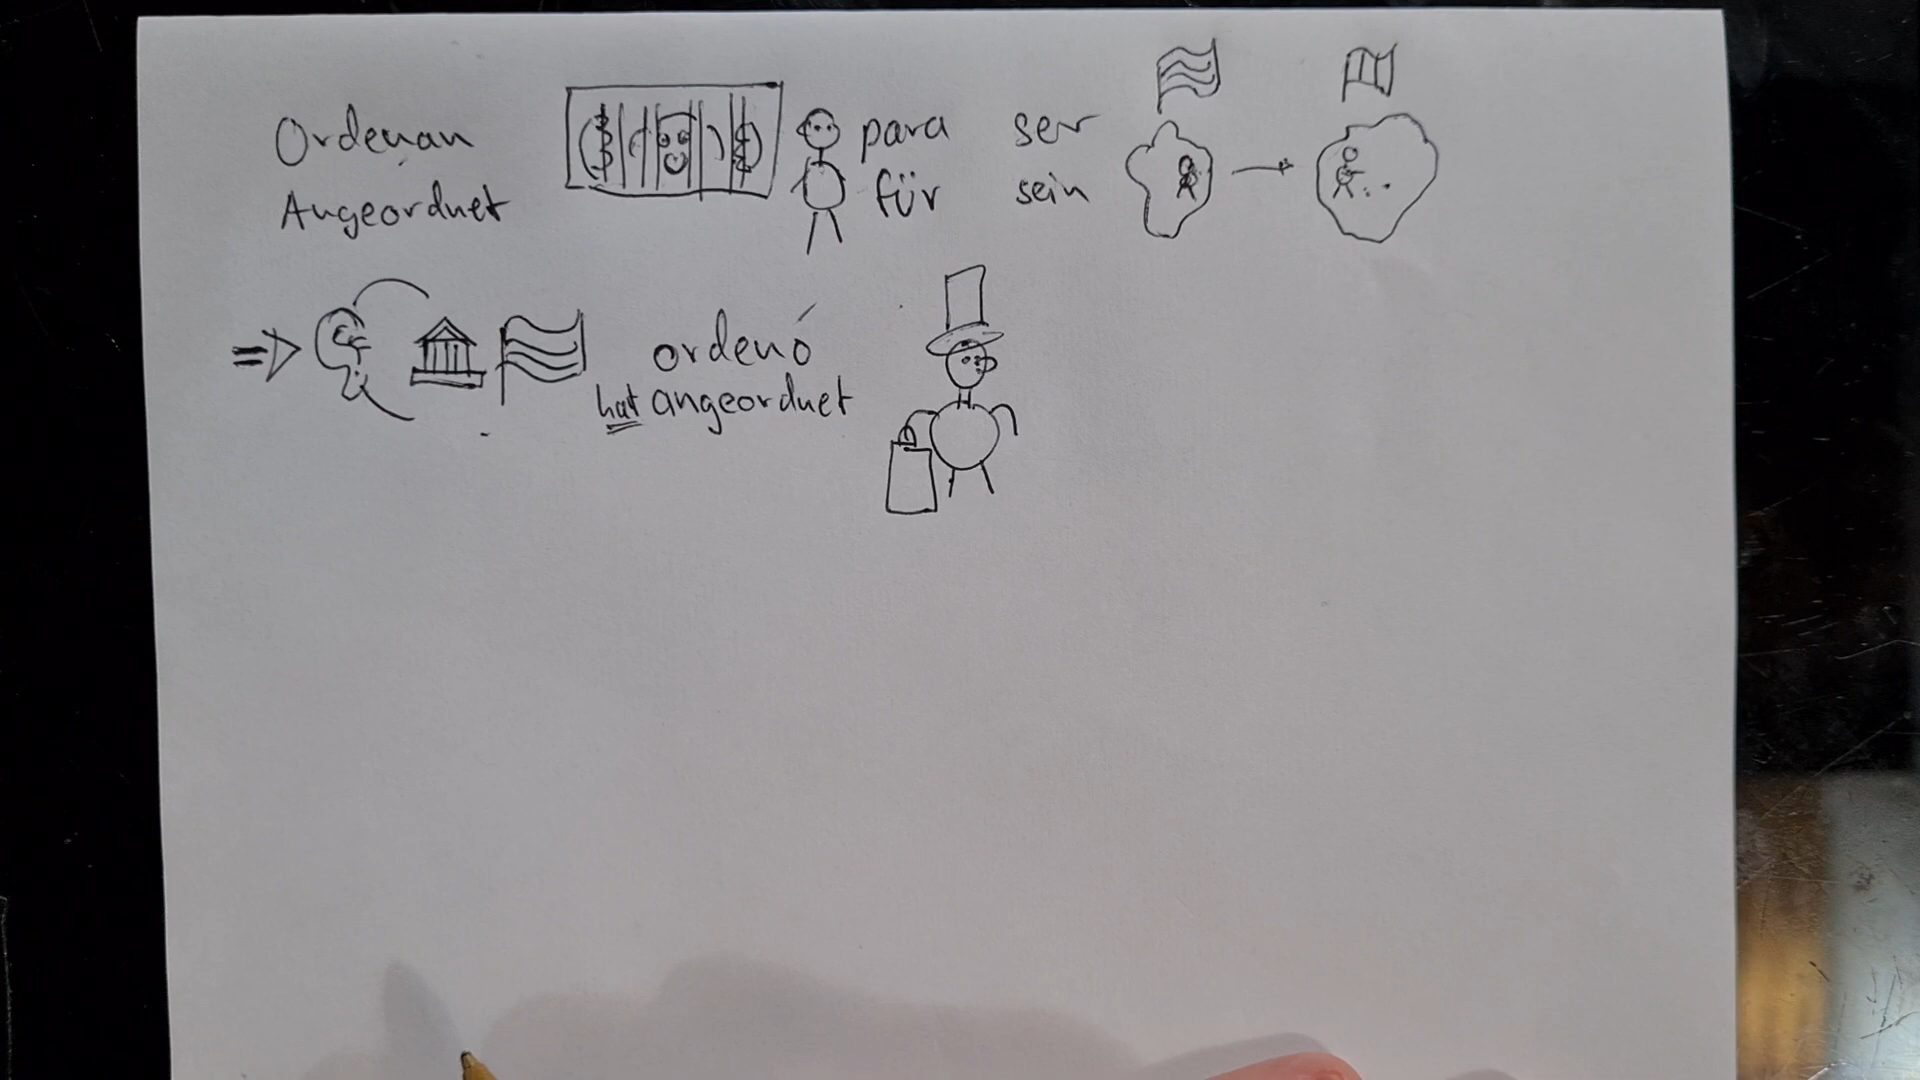 Ordenan para ser
Angeordnet für sein
=> ordenó
hat angeordnet